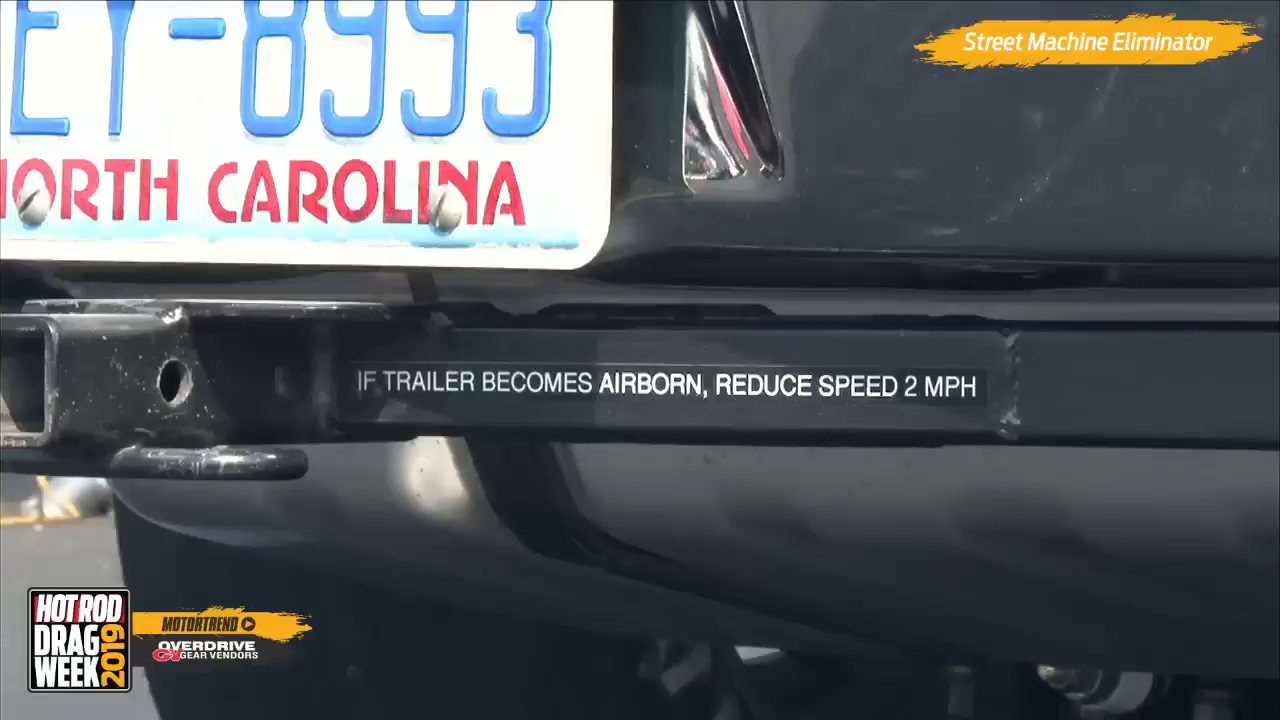 Street Machine Eliminator
EY-8993
NORTH CAROLINA
IF TRAILER BECOMES AIRBORN, REDUCE SPEED 2 MPH
HOT ROD
DRAG
WEEK
2019
MOTORTREND
OVERDRIVE
GV GEAR VENDORS